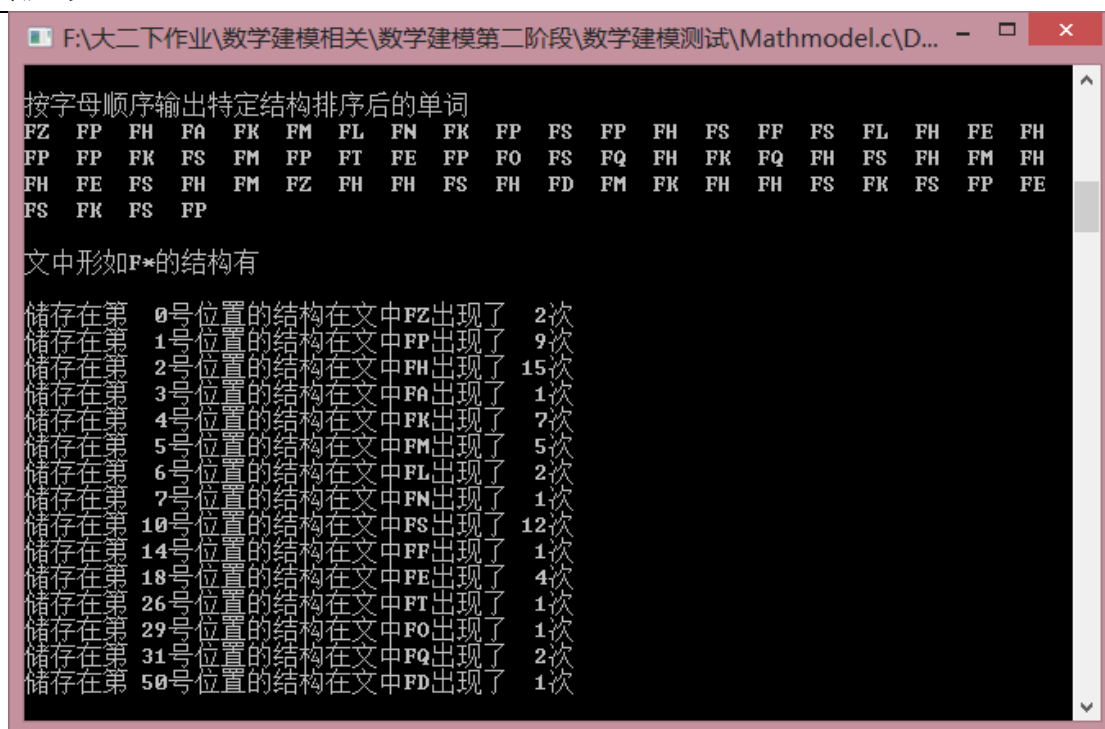 F:\大二下作业\数学建模相关\数学建模第二阶段\数学建模测试\Mathmodel.c\D...
按字母顺序输出特定结构排序后的单词
FZ FP FH FA FK FM FL FN FK FP FS FP FH FS FF FS FL FH FE FH
FP FP FK FS FM FP FT FE FP FO FS FQ FH FK FQ FH FS FH FM FH
FH FE FS FH FM FZ FH FH FS FH FD FM FK FH FH FS FK FS FP FE
FS FK FS FP
文中形如F*的结构有
储存在第 0号位置的结构在文中FZ出现了 2次
储存在第 1号位置的结构在文中FP出现了 9次
储存在第 2号位置的结构在文中FH出现了 15次
储存在第 3号位置的结构在文中FA出现了 1次
储存在第 4号位置的结构在文中FK出现了 7次
储存在第 5号位置的结构在文中FM出现了 5次
储存在第 6号位置的结构在文中FL出现了 2次
储存在第 7号位置的结构在文中FN出现了 1次
储存在第 10号位置的结构在文中FS出现了 12次
储存在第 14号位置的结构在文中FF出现了 1次
储存在第 18号位置的结构在文中FE出现了 4次
储存在第 26号位置的结构在文中FT出现了 1次
储存在第 29号位置的结构在文中FO出现了 1次
储存在第 31号位置的结构在文中FQ出现了 2次
储存在第 50号位置的结构在文中FD出现了 1次